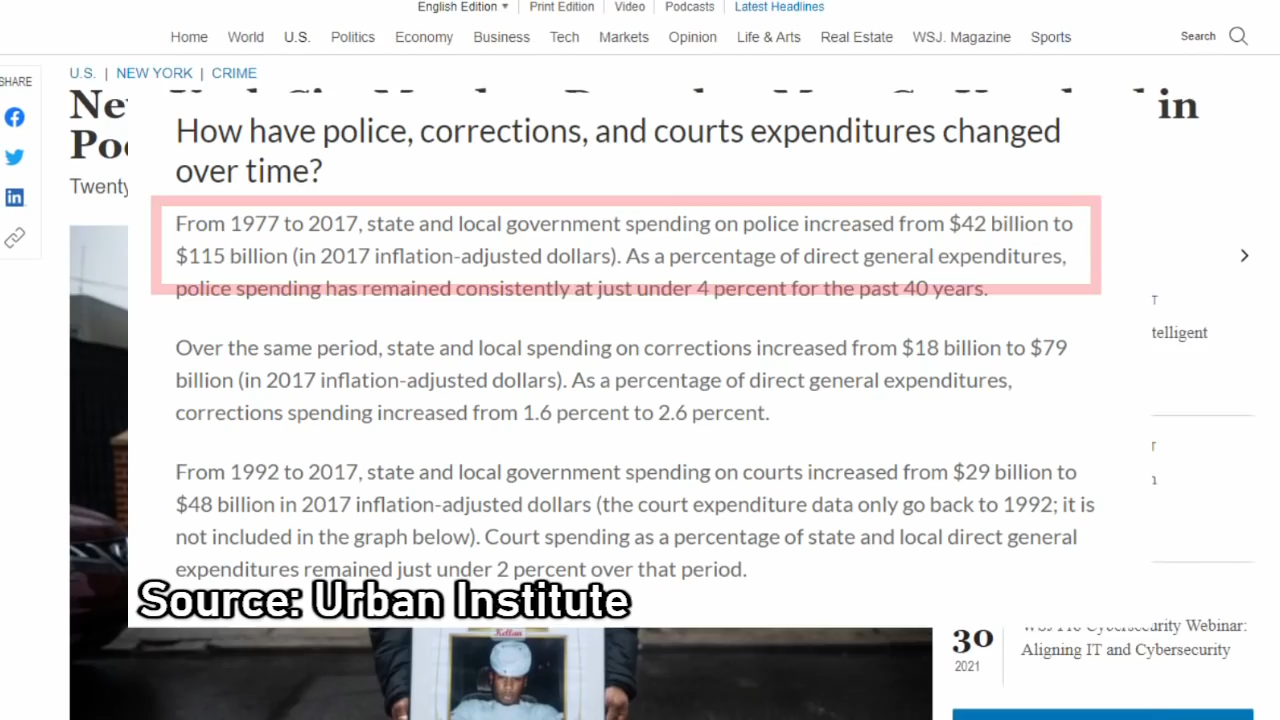 English Edition
Print Edition
Video
Podcasts
Latest Headlines
Home
World
U.S.
Politics
Economy
Business
Tech
Markets
Opinion
Life & Arts
Real Estate
WSJ. Magazine
Sports
Search
SHARE
U.S. | NEW YORK | CRIME
in
Twenty
How have police, corrections, and courts expenditures changed
over time?
From 1977 to 2017, state and local government spending on police increased from $42 billion to
$115 billion (in 2017 inflation-adjusted dollars). As a percentage of direct general expenditures,
police spending has remained consistently at just under 4 percent for the past 40 years.
Over the same period, state and local spending on corrections increased from $18 billion to $79
billion (in 2017 inflation-adjusted dollars). As a percentage of direct general expenditures,
corrections spending increased from 1.6 percent to 2.6 percent.
From 1992 to 2017, state and local government spending on courts increased from $29 billion to
$48 billion in 2017 inflation-adjusted dollars (the court expenditure data only go back to 1992; it is
not included in the graph below). Court spending as a percentage of state and local direct general
expenditures remained just under 2 percent over that period.
Source: Urban Institute
telligent
30
2021
Cybersecurity Webinar:
Aligning IT and Cybersecurity